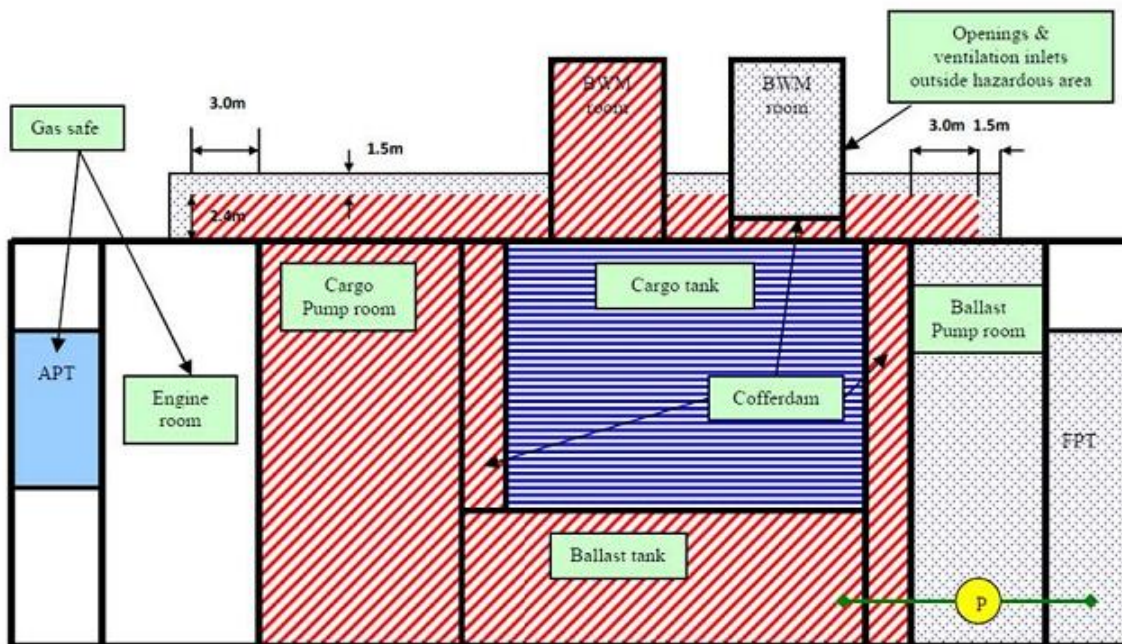 Openings &
ventilation inlets
outside hazardous area
BWM
room
BWM
room
3.0m
3.0m 1.5m
Gas safe
1.5m
2.4m
Cargo
Pump room
Cargo tank
Ballast
Pump room
APT
Engine
room
Cofferdam
FPT
Ballast tank
P